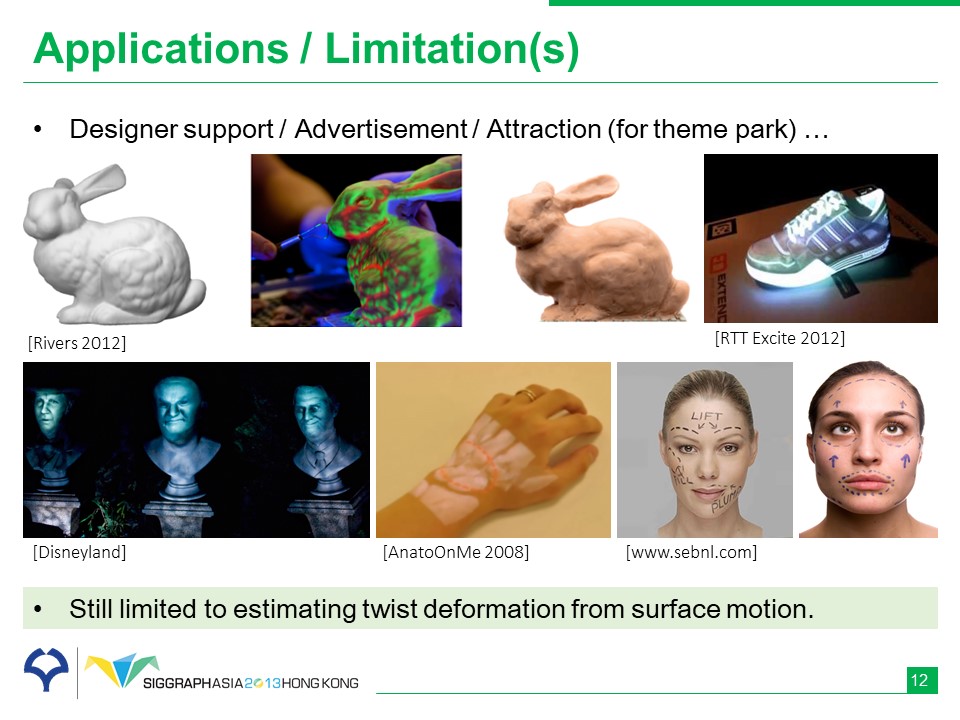 Applications / Limitation(s)
• Designer support / Advertisement / Attraction (for theme park) …
EXTEND
[Rivers 2012]
[RTT Excite 2012]
LIFT
FILL
PLUMP
[Disneyland]
[AnatoOnMe 2008]
[www.sebnl.com]
• Still limited to estimating twist deformation from surface motion.
SIGGRAPHASIA2013HONG KONG
12